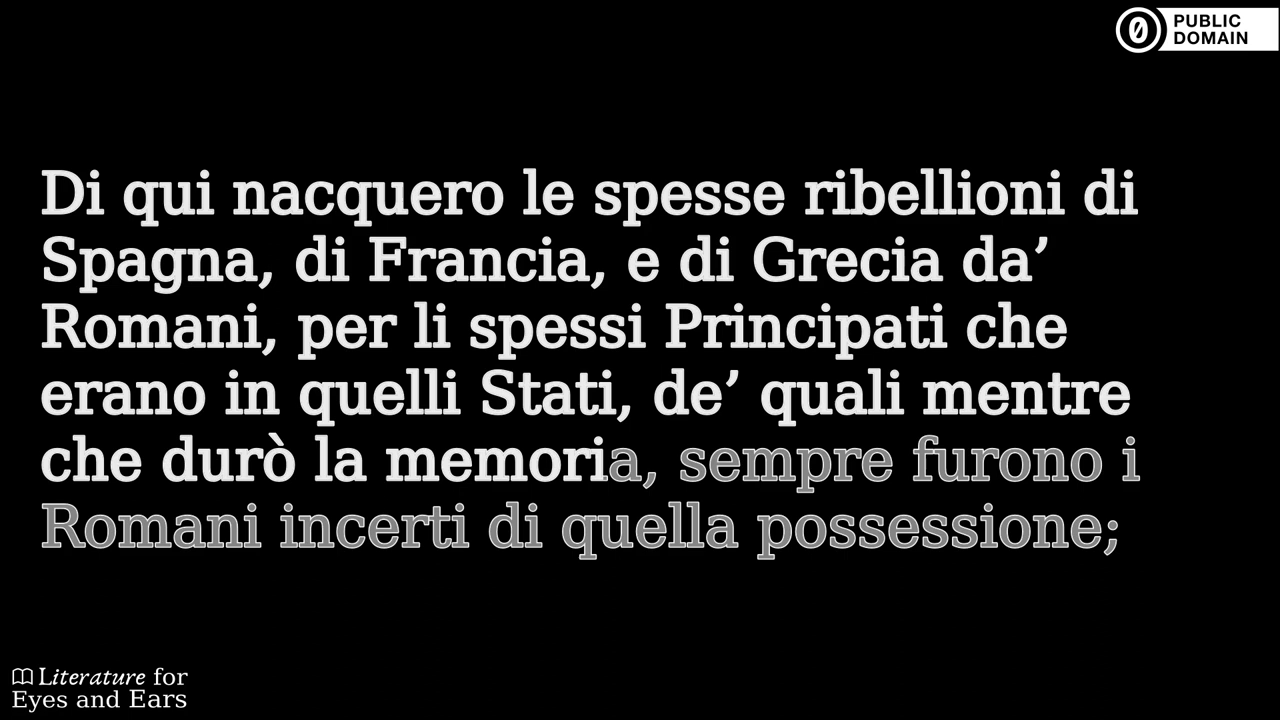 PUBLIC
DOMAIN
Di qui nacquero le spesse ribellioni di
Spagna, di Francia, e di Grecia da’
Romani, per li spessi Principati che
erano in quelli Stati, de’ quali mentre
che durò la memoria, sempre furono i
Romani incerti di quella possessione;
Literature for
Eyes and Ears